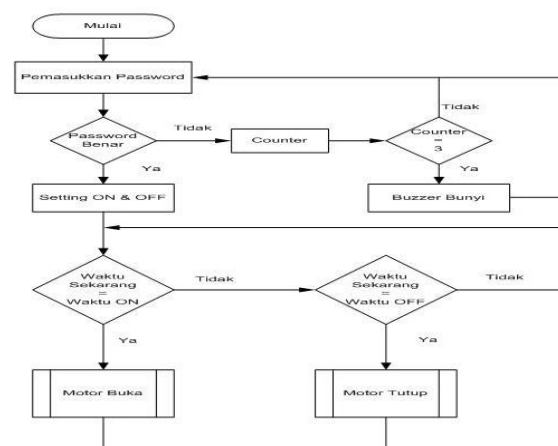 Mulai
Pemasukkan Password
Password
Benar
Tidak
Counter
Counter
=
3
Tidak
Ya
Ya
Setting ON & OFF
Buzzer Bunyi
Waktu
Sekarang
=
Waktu ON
Tidak
Waktu
Sekarang
=
Waktu OFF
Tidak
Ya
Ya
Motor Buka
Motor Tutup